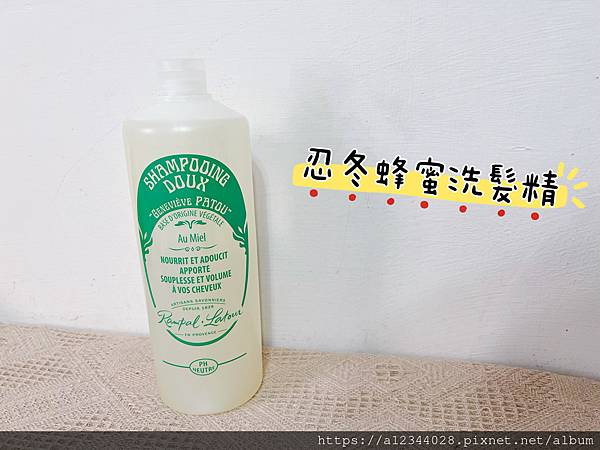 SHAMPOOING
DOUX
"GENEVIÈVE PATOU"
BASE D'ORIGINE VÉGÉTALE
Au Miel
NOURRIT ET ADOUCIT
APPORTE
SOUPLESSE ET VOLUME
À VOS CHEVEUX
ARTISANS SAVONNIERS
DEPUIS 1828
Rampal·Latour
EN PROVENCE
PH
NEUTRE
忍冬蜂蜜洗髮精
https://a12344028.pixnet.net/album